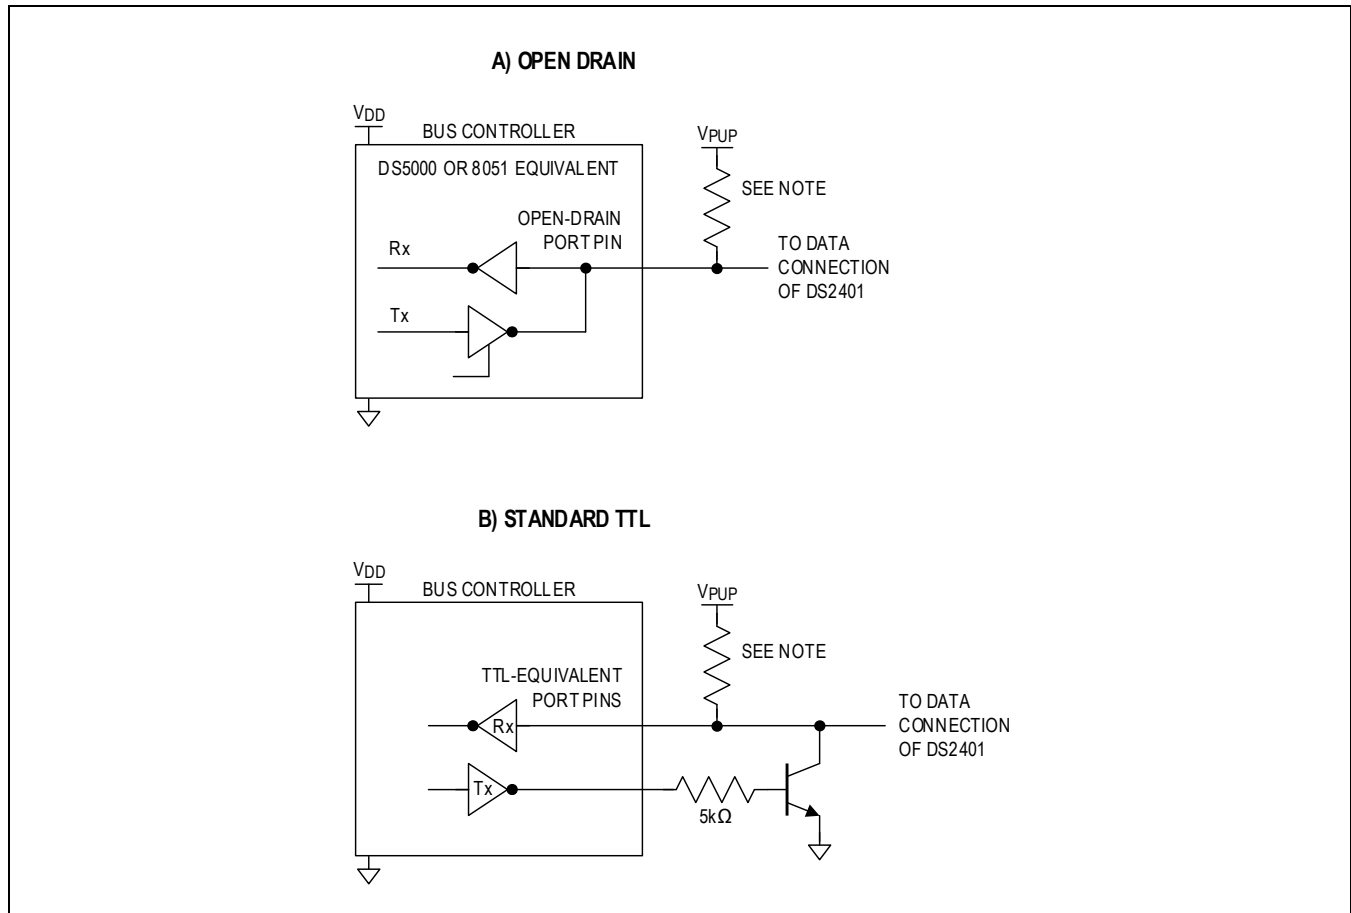 A) OPEN DRAIN
VDD
BUS CONTROLLER
VPUP
DS5000 OR 8051 EQUIVALENT
SEE NOTE
OPEN-DRAIN
PORT PIN
TO DATA
CONNECTION
OF DS2401
Rx
Tx
B) STANDARD TTL
VDD
BUS CONTROLLER
VPUP
SEE NOTE
TTL-EQUIVALENT
PORT PINS
TO DATA
CONNECTION
OF DS2401
Rx
Tx
5kΩ